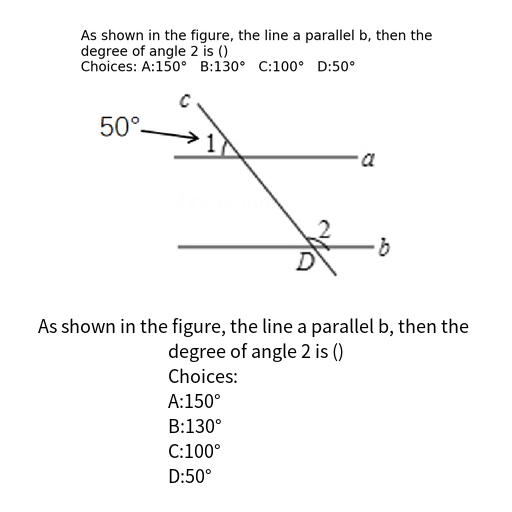 As shown in the figure, the line a parallel b, then the
degree of angle 2 is ()
Choices: A:150° B:130° C:100° D:50°
c
50°
1
a
2
b
D
As shown in the figure, the line a parallel b, then the
degree of angle 2 is ()
Choices:
A:150°
B:130°
C:100°
D:50°